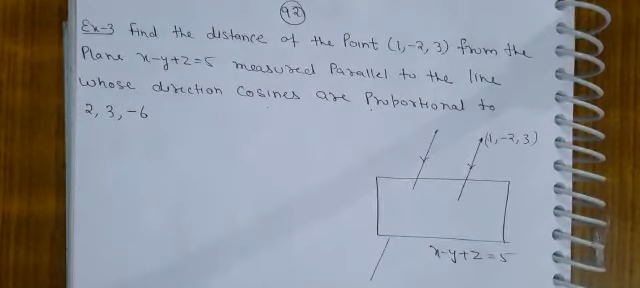 92
Ex-3 Find the distance of the Point (1,-2,3) from the
Plane x-y+z=5 measured Parallel to the line
whose direction cosines are Proportional to
2, 3, -6
(1,-2,3)
x-y+z=5